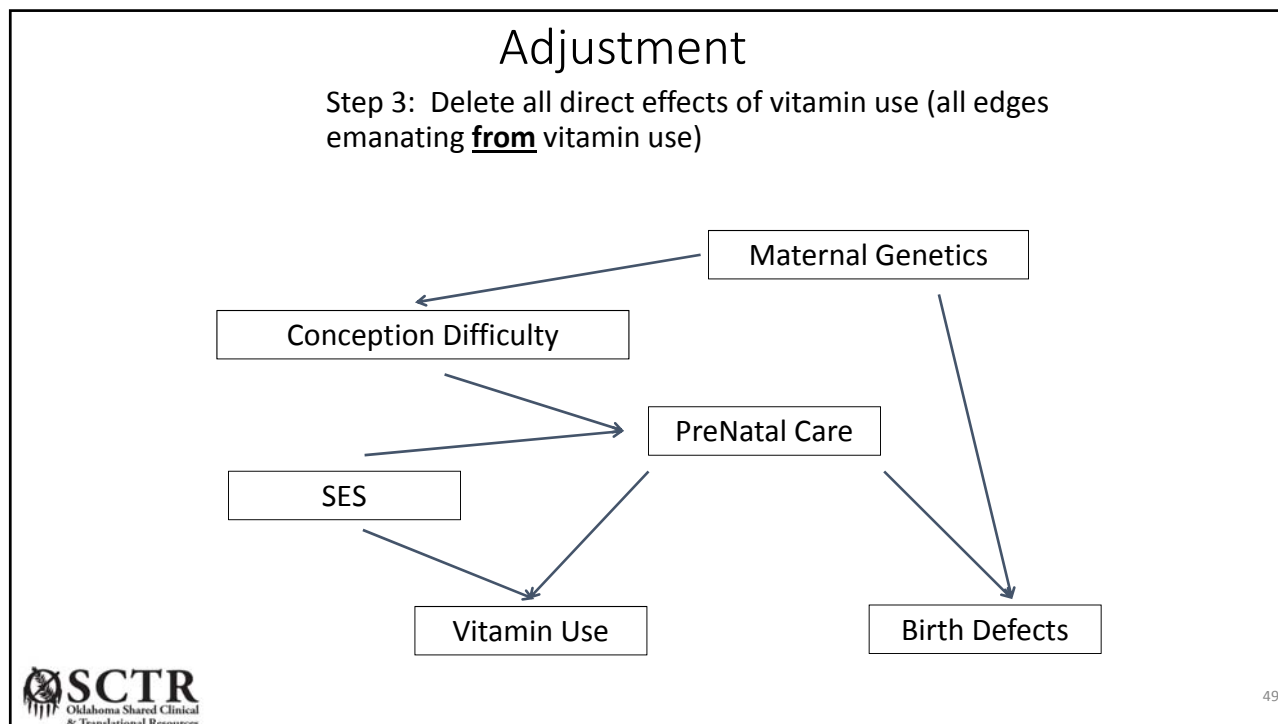 Adjustment
Step 3: Delete all direct effects of vitamin use (all edges
emanating from vitamin use)
Maternal Genetics
Conception Difficulty
PreNatal Care
SES
Vitamin Use
Birth Defects
SCTR
Oklahoma Shared Clinical
& Translational Resources
49